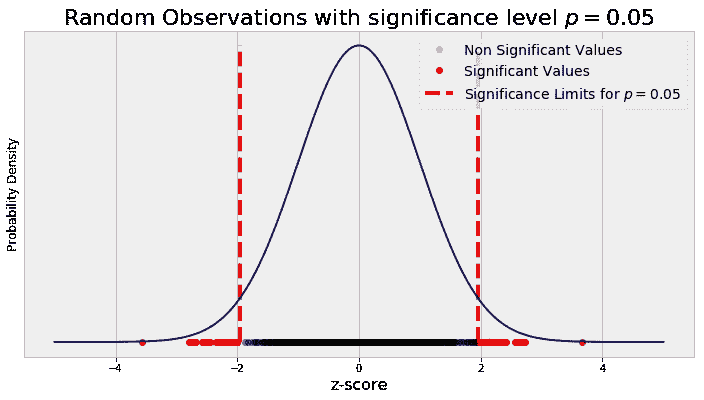 Random Observations with significance level p = 0.05
Non Significant Values
Significant Values
Significance Limits for p = 0.05
Probability Density
−4 −2 0 2 4
z-score